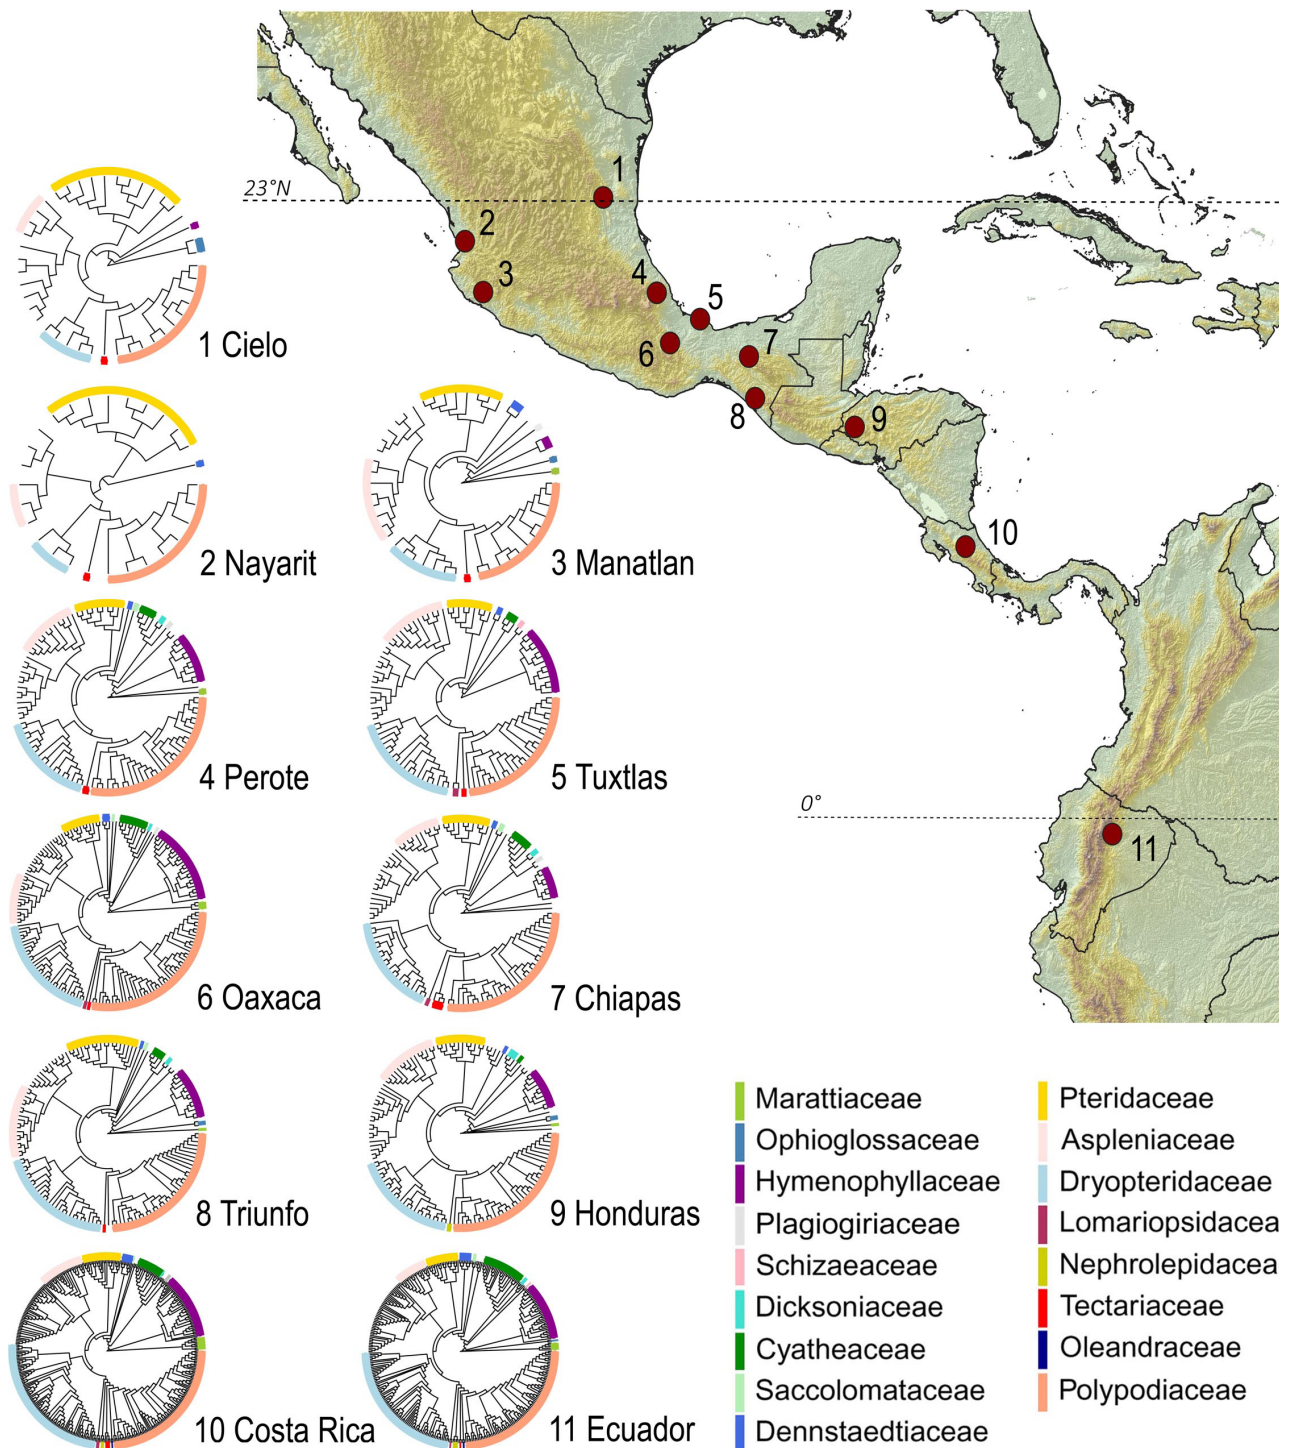 1
23°N
2
3
4
5
1 Cielo
6
7
8
9
2 Nayarit
3 Manatlan
10
4 Perote
5 Tuxtlas
0°
11
6 Oaxaca
7 Chiapas
8 Triunfo
9 Honduras
10 Costa Rica
11 Ecuador
Marattiaceae
Ophioglossaceae
Hymenophyllaceae
Plagiogiriaceae
Schizaeaceae
Dicksoniaceae
Cyatheaceae
Saccolomataceae
Dennstaedtiaceae
Pteridaceae
Aspleniaceae
Dryopteridaceae
Lomariopsidacea
Nephrolepidacea
Tectariaceae
Oleandraceae
Polypodiaceae